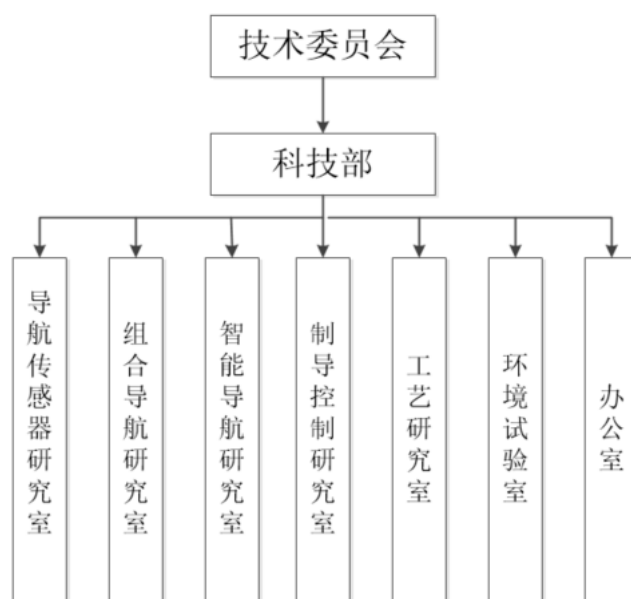 技术委员会
科技部
导航传感器研究室
组合导航研究室
智能导航研究室
制导控制研究室
工艺研究室
环境试验室
办公室